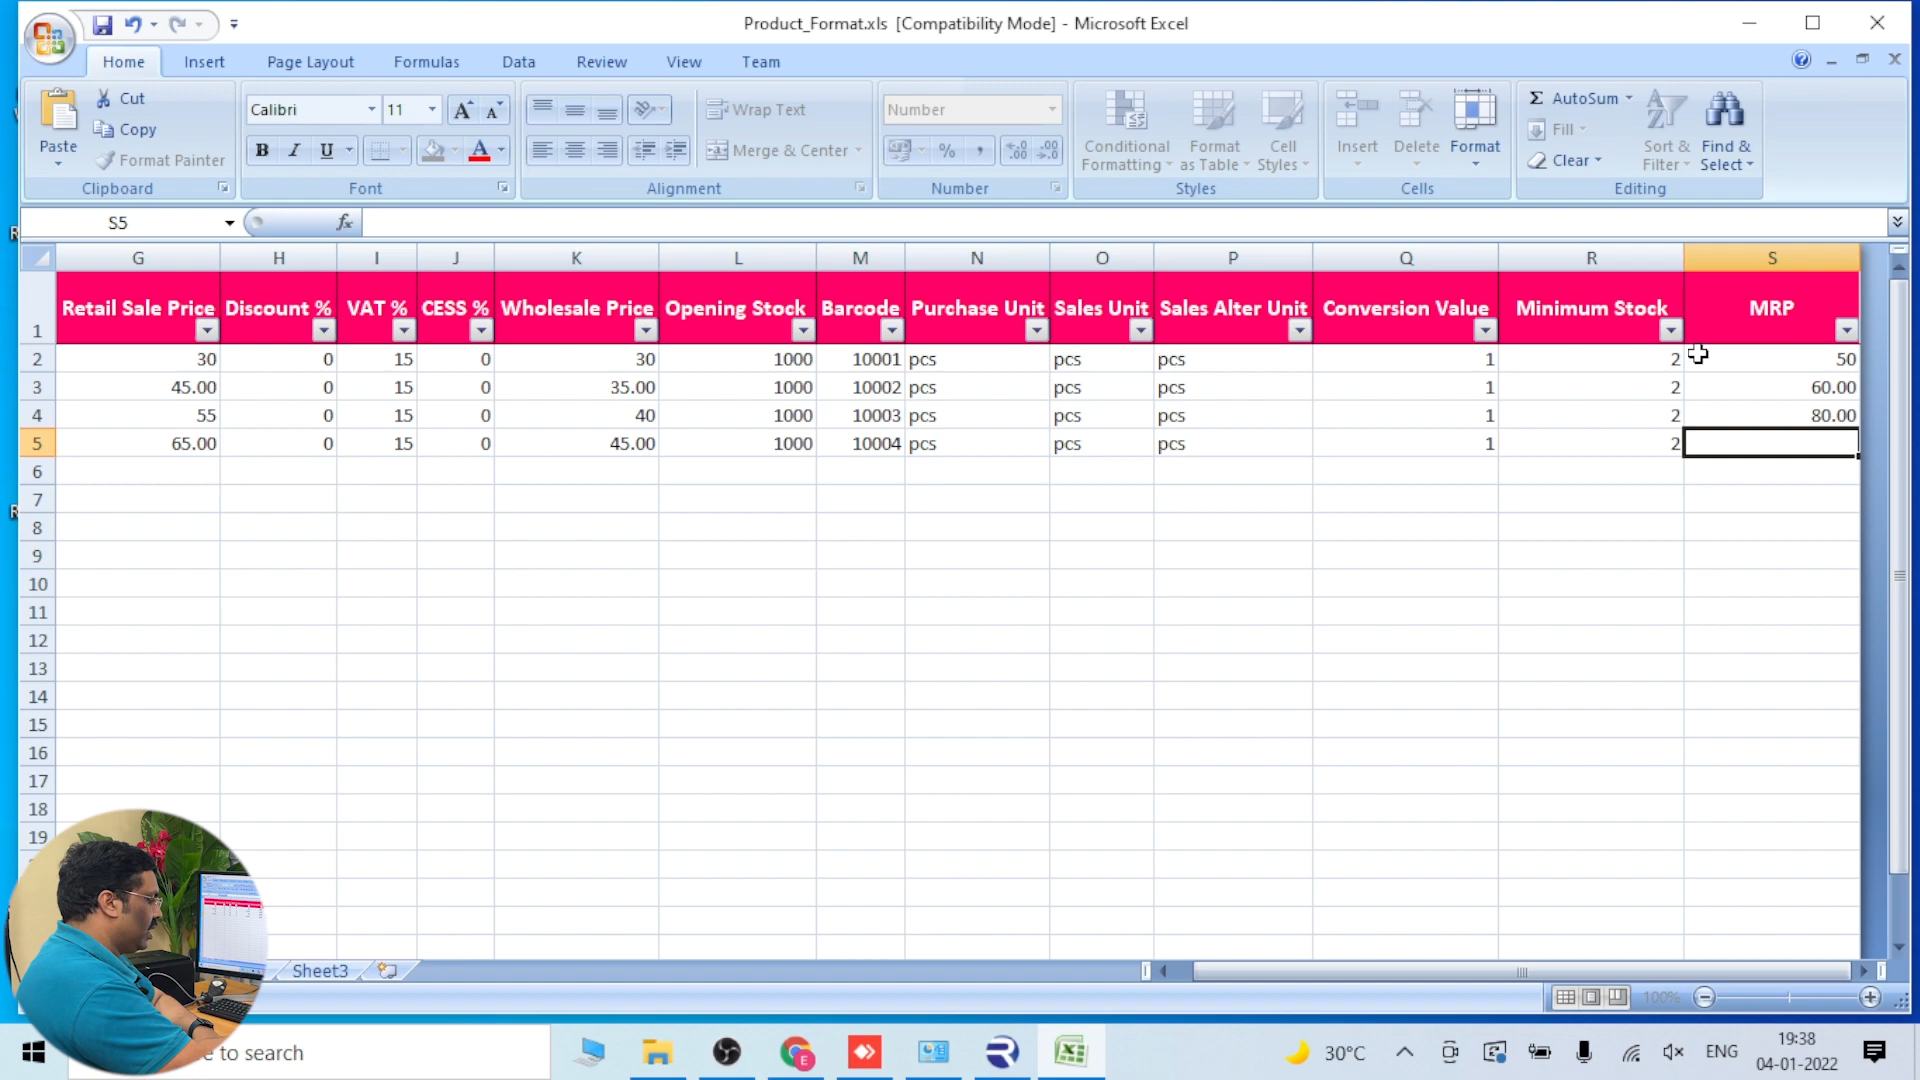 Product_Format.xls [Compatibility Mode] - Microsoft Excel
Home Insert Page Layout Formulas Data Review View Team
Cut
Copy
Format Painter
Paste
Clipboard
Calibri 11
B I U
Font
Wrap Text
Merge & Center
Alignment
Number
%
Number
Conditional Formatting Format as Table Cell Styles
Styles
Insert Delete Format
Cells
Σ AutoSum
Fill
Clear
Sort & Filter Find & Select
Editing
S5 fx
G H I J K L M N O P Q R S
1 Retail Sale Price Discount % VAT % CESS % Wholesale Price Opening Stock Barcode Purchase Unit Sales Unit Sales Alter Unit Conversion Value Minimum Stock MRP
2 30 0 15 0 30 1000 10001 pcs pcs pcs 1 2 50
3 45.00 0 15 0 35.00 1000 10002 pcs pcs pcs 1 2 60.00
4 55 0 15 0 40 1000 10003 pcs pcs pcs 1 2 80.00
5 65.00 0 15 0 45.00 1000 10004 pcs pcs pcs 1 2
6
7
8
9
10
11
12
13
14
15
16
17
18
19
Sheet3
100%
to search
30°C
ENG
19:38
04-01-2022